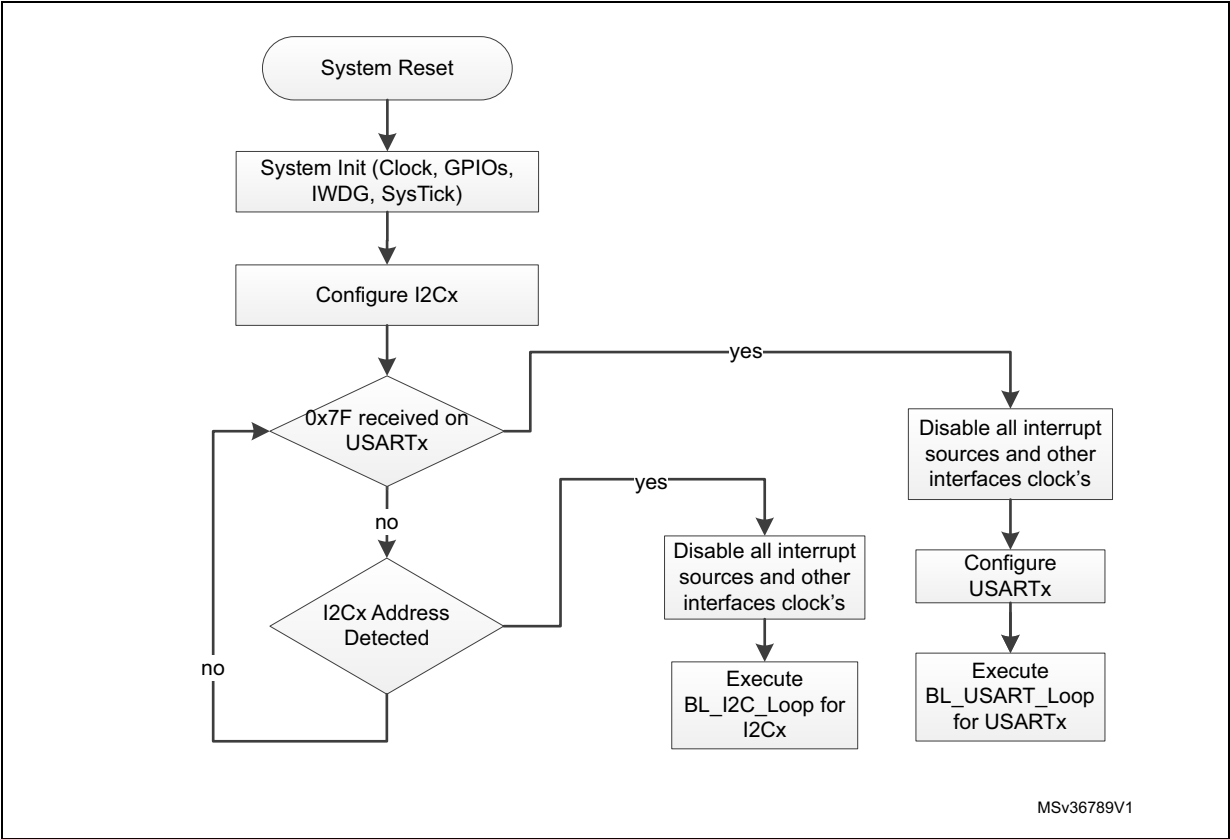 System Reset
System Init (Clock, GPIOs,
IWDG, SysTick)
Configure I2Cx
yes
0x7F received on
USARTx
Disable all interrupt
sources and other
interfaces clock’s
yes
no
Disable all interrupt
sources and other
interfaces clock’s
Configure
USARTx
I2Cx Address
Detected
no
Execute
BL_I2C_Loop for
I2Cx
Execute
BL_USART_Loop
for USARTx
MSv36789V1